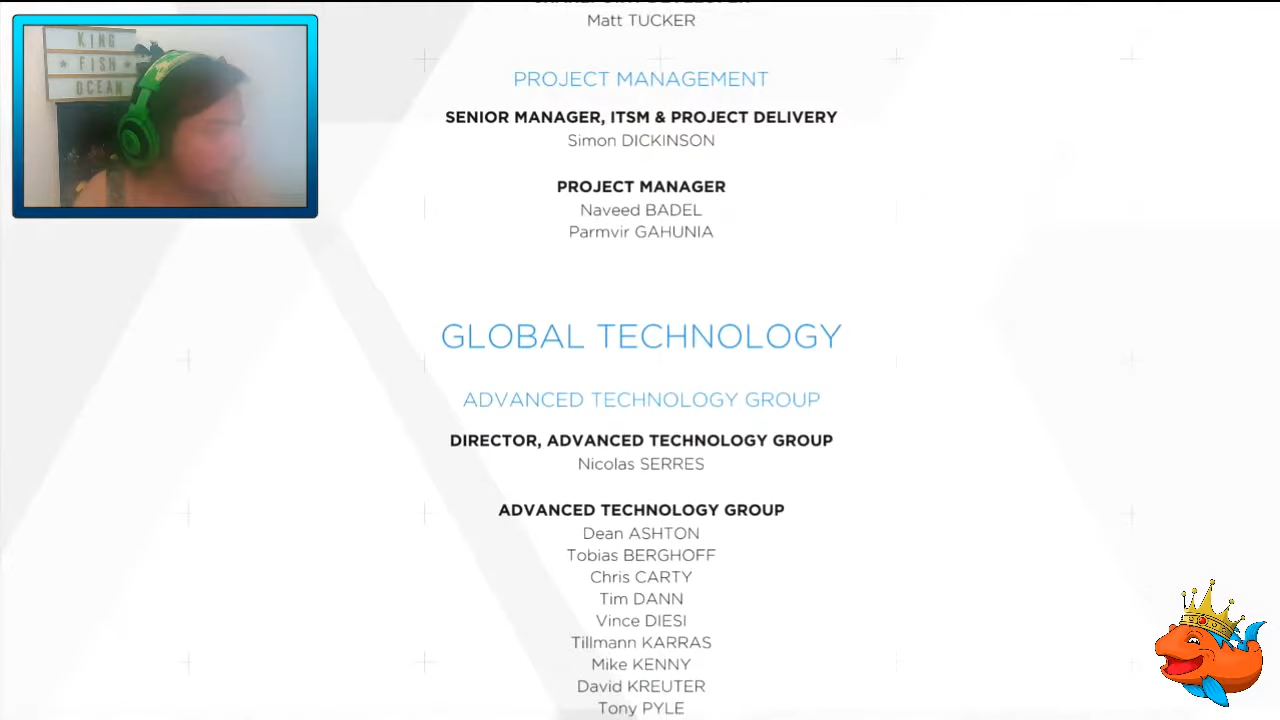 KING
FISH
OCEAN
Matt TUCKER
PROJECT MANAGEMENT
SENIOR MANAGER, ITSM & PROJECT DELIVERY
Simon DICKINSON
PROJECT MANAGER
Naveed BADEL
Parmvir GAHUNIA
GLOBAL TECHNOLOGY
ADVANCED TECHNOLOGY GROUP
DIRECTOR, ADVANCED TECHNOLOGY GROUP
Nicolas SERRES
ADVANCED TECHNOLOGY GROUP
Dean ASHTON
Tobias BERGHOFF
Chris CARTY
Tim DANN
Vince DIESI
Tillmann KARRAS
Mike KENNY
David KREUTER
Tony PYLE